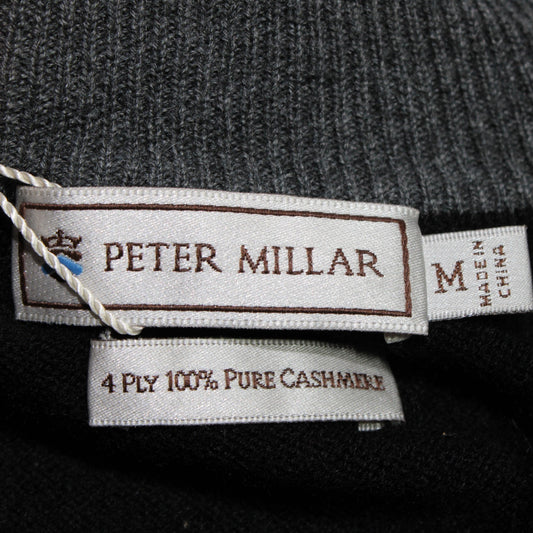 PETER MILLAR
M
MADE IN
CHINA
4 PLY 100% PURE CASHMERE